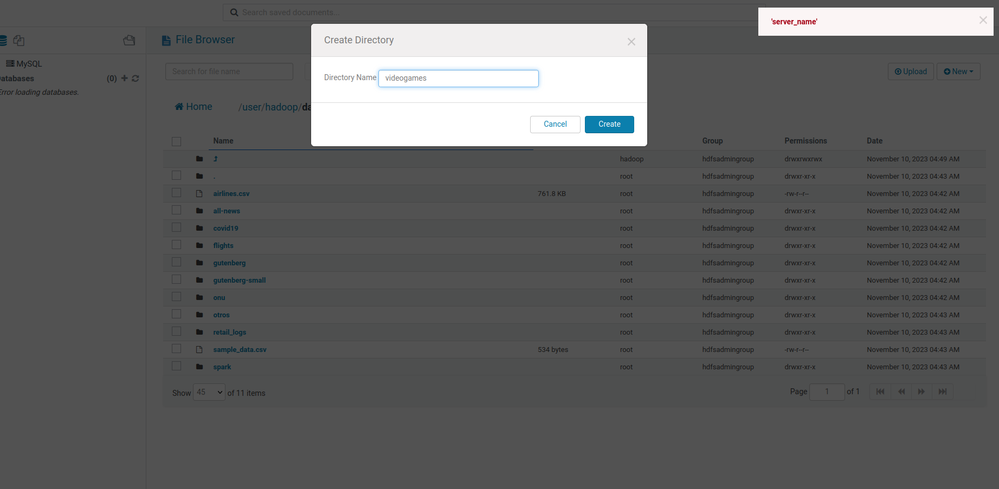 Search saved documents...
'server_name'
File Browser
Create Directory
MySQL
atabases (0)
Error loading databases.
Search for file name
Directory Name videogames
Upload New
Home /user/hadoop/da
Cancel Create
Name Group Permissions Date
hadoop hdfsadmingroup drwxrwxrwx November 10, 2023 04:49 AM
. root hdfsadmingroup drwxr-xr-x November 10, 2023 04:43 AM
airlines.csv 761.8 KB root hdfsadmingroup -rw-r--r-- November 10, 2023 04:42 AM
all-news root hdfsadmingroup drwxr-xr-x November 10, 2023 04:42 AM
covid19 root hdfsadmingroup drwxr-xr-x November 10, 2023 04:42 AM
flights root hdfsadmingroup drwxr-xr-x November 10, 2023 04:42 AM
gutenberg root hdfsadmingroup drwxr-xr-x November 10, 2023 04:42 AM
gutenberg-small root hdfsadmingroup drwxr-xr-x November 10, 2023 04:42 AM
onu root hdfsadmingroup drwxr-xr-x November 10, 2023 04:42 AM
otros root hdfsadmingroup drwxr-xr-x November 10, 2023 04:43 AM
retail_logs root hdfsadmingroup drwxr-xr-x November 10, 2023 04:43 AM
sample_data.csv 534 bytes root hdfsadmingroup -rw-r--r-- November 10, 2023 04:43 AM
spark root hdfsadmingroup drwxr-xr-x November 10, 2023 04:43 AM
Show 45 of 11 items Page 1 of 1